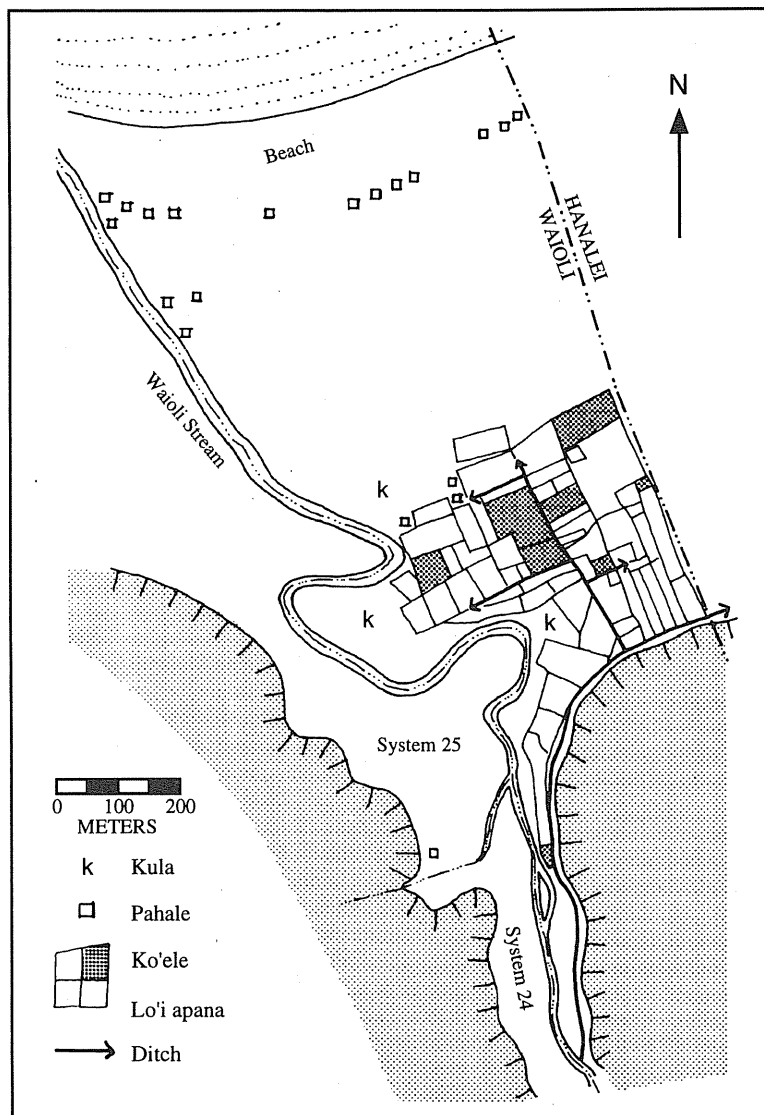 N
Beach
HANALEI
WAIOLI
Waioli Stream
k
k
k
System 25
System 24
0 100 200
METERS
k Kula
Pahale
Ko'ele
Lo'i apana
Ditch